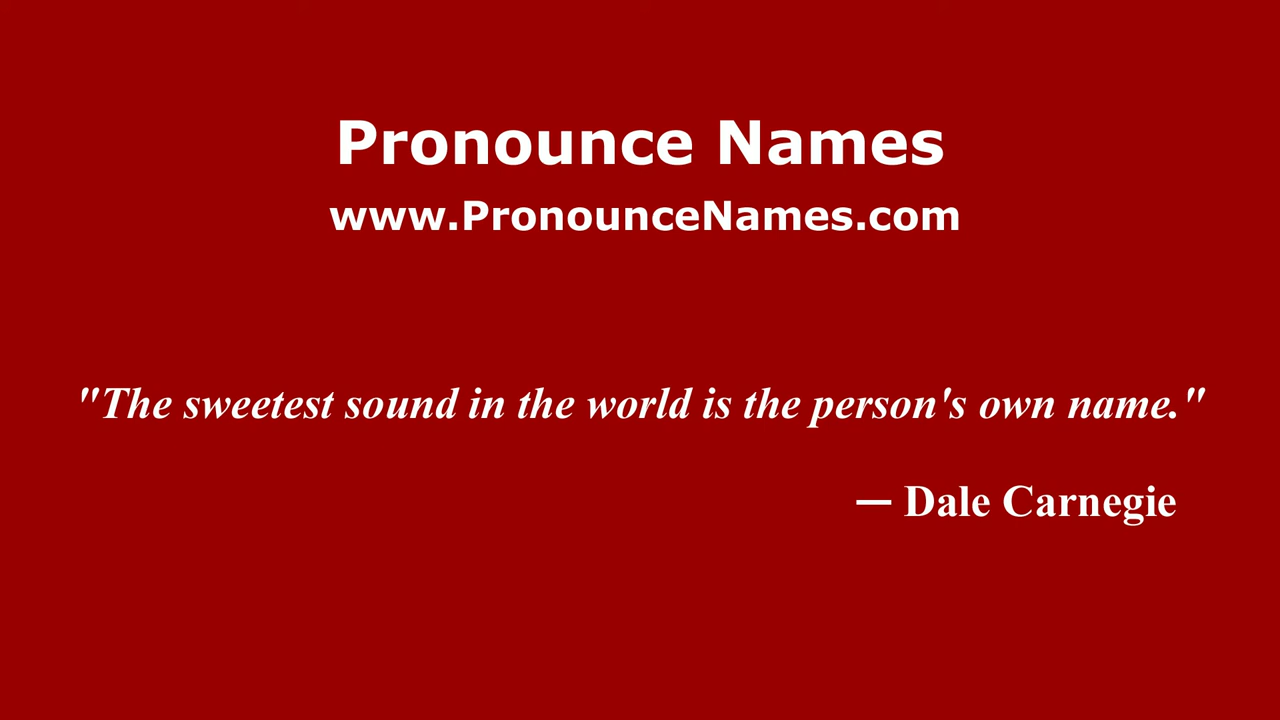 Pronounce Names
www.PronounceNames.com
"The sweetest sound in the world is the person's own name."
— Dale Carnegie